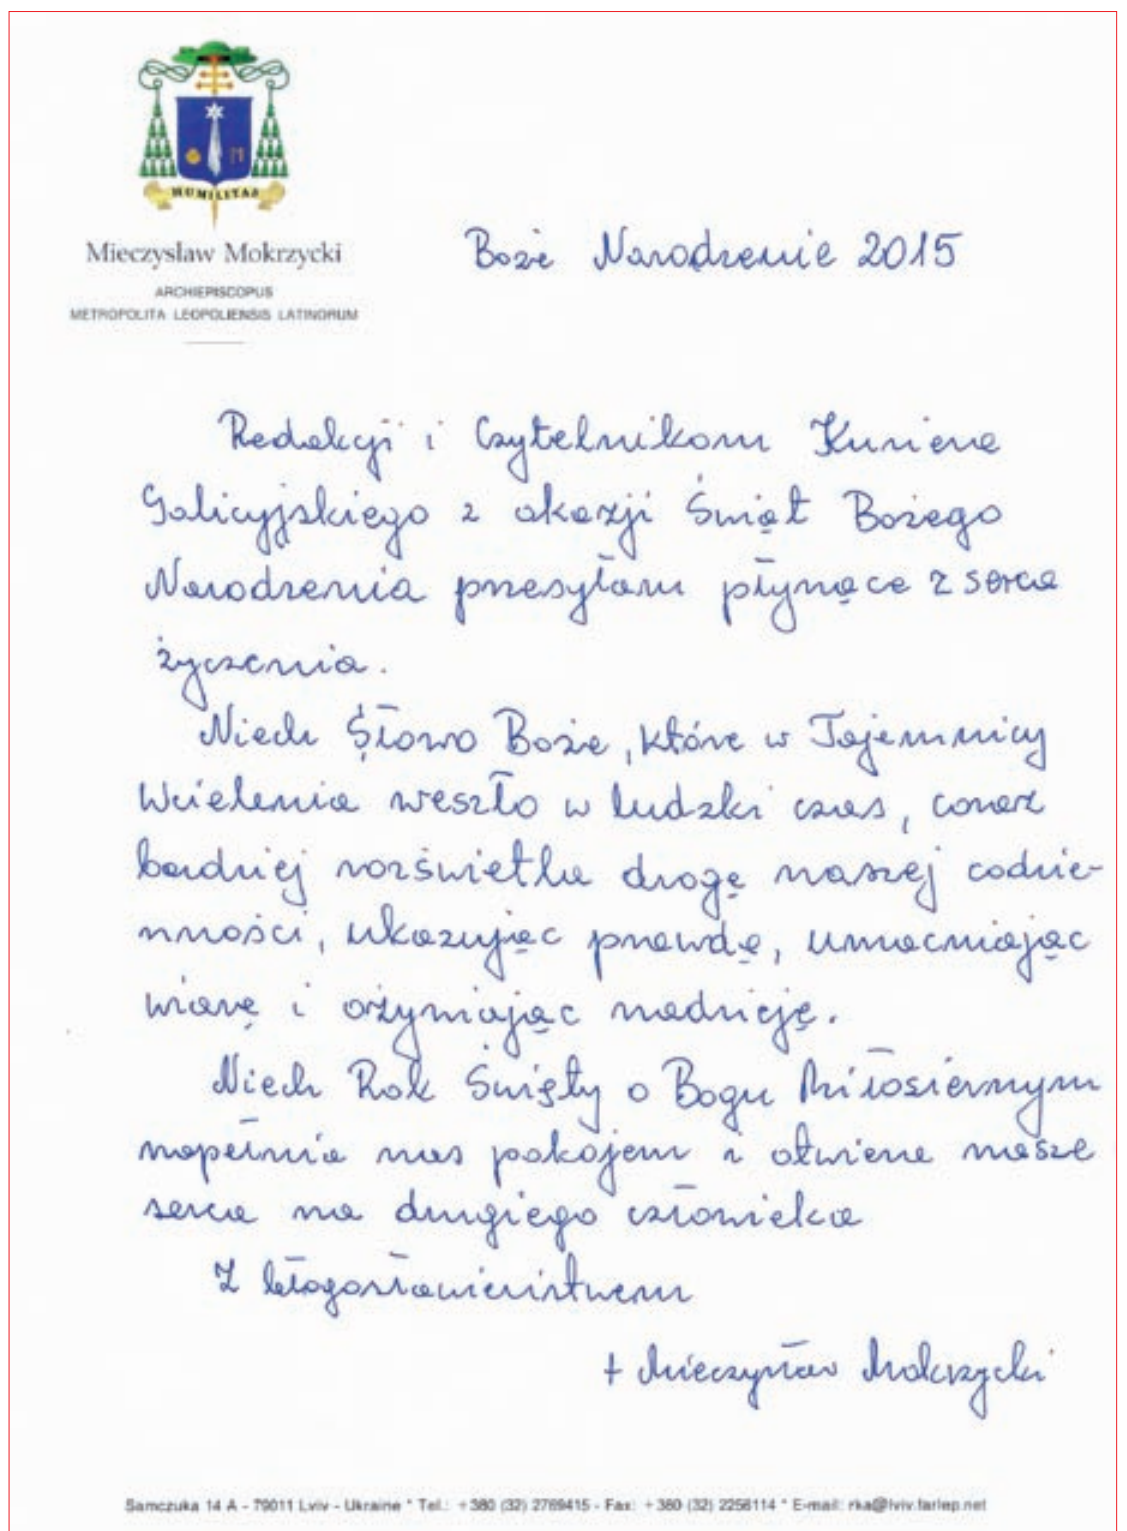 HUMILITAS
Mieczysław Mokrzycki
ARCHIEPISCOPUS
METROPOLITA LEOPOLIENSIS LATINORUM
Boże Narodzenie 2015
Redakcji i Czytelnikom Kuriera
Galicyjskiego z okazji Świąt Bożego
Narodzenia przesyłam płynące z serca
życzenia.
Niech Słowo Boże, które w Tajemnicy
Wcielenia weszło w ludzki czas, coraz
bardziej rozświetla drogę naszej codzie-
nności, ukazując prawdę, umacniając
wiarę i ożywiając nadzieję.
Niech Rok Święty o Bogu Miłosiernym
napełnia nas pokojem i otwiera nasze
serca na drugiego człowieka
Z błogosławieństwem
+ Mieczysław Mokrzycki
Samczuka 14 A - 79011 Lviv - Ukraine * Tel.: +380 (32) 2769415 - Fax: +380 (32) 2256114 * E-mail: rka@lviv.farlep.net